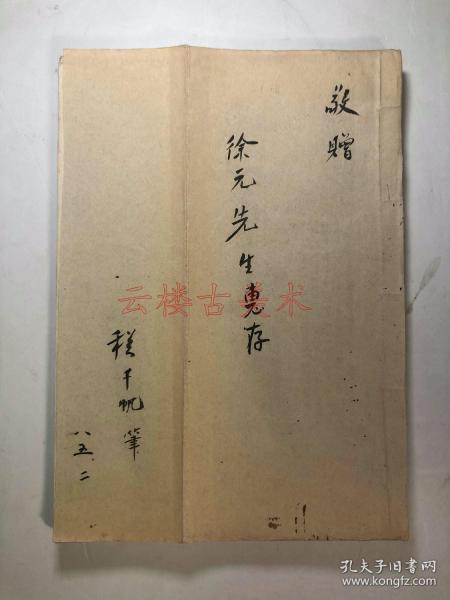 敬赠
徐元先生惠存
程千帆筆
八五.二
云楼古美术
孔夫子旧书网
www.kongfz.com